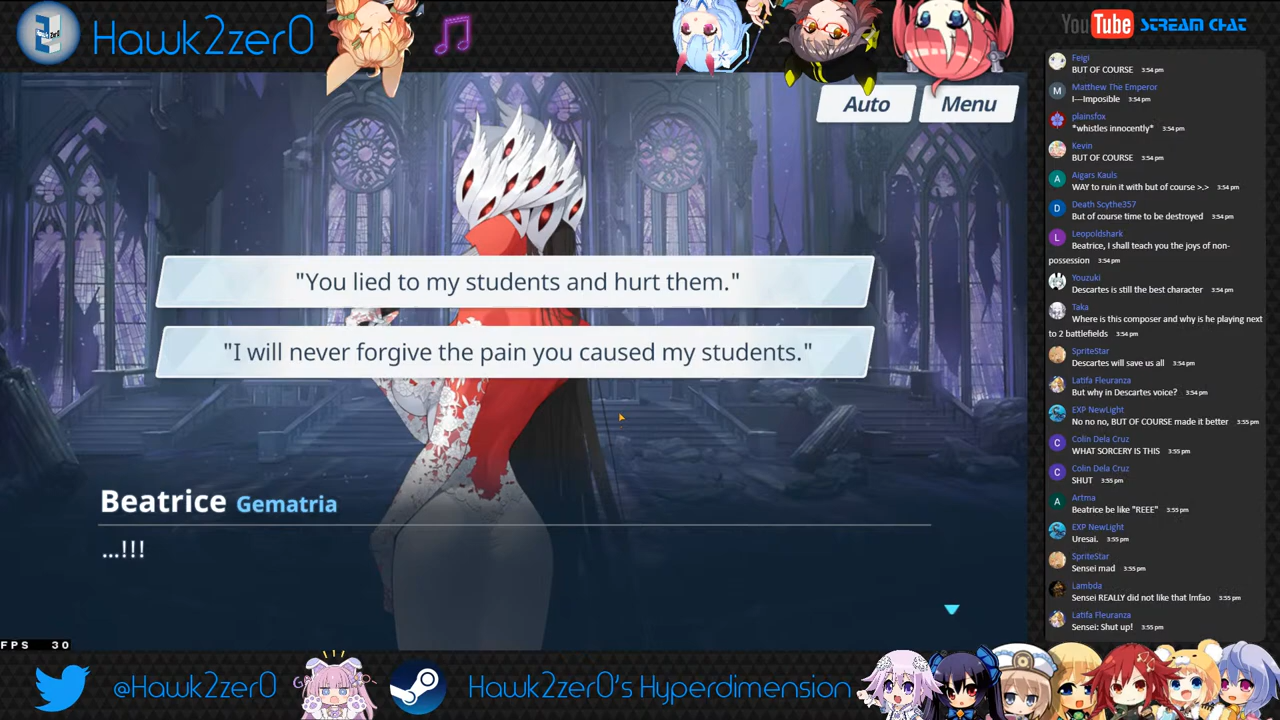 Hawk2zer0
You Tube STREAM CHAT
Auto
Menu
"You lied to my students and hurt them."
"I will never forgive the pain you caused my students."
Beatrice Gematria
...!!!
FPS 30
@Hawk2zer0
Hawk2zer0's Hyperdimension
Feigi
BUT OF COURSE 3:54 pm
M
Matthew The Emperor
I---Imposible 3:54 pm
plainsfox
*whistles innocently* 3:54 pm
Kevin
BUT OF COURSE 3:54 pm
A
Aigars Kauls
WAY to ruin it with but of course >.> 3:54 pm
D
Death Scythe357
But of course time to be destroyed 3:54 pm
L
Leopoldshark
Beatrice, I shall teach you the joys of non-
possession 3:54 pm
Youzuki
Descartes is still the best character 3:54 pm
Taka
Where is this composer and why is he playing next
to 2 battlefields 3:54 pm
SpriteStar
Descartes will save us all 3:54 pm
Latifa Fleuranza
But why in Descartes voice? 3:54 pm
EXP NewLight
No no no, BUT OF COURSE made it better 3:55 pm
C
Colin Dela Cruz
WHAT SORCERY IS THIS 3:55 pm
C
Colin Dela Cruz
SHUT 3:55 pm
A
Artma
Beatrice be like "REEE" 3:55 pm
EXP NewLight
Uresai. 3:55 pm
SpriteStar
Sensei mad 3:55 pm
Lambda
Sensei REALLY did not like that lmfao 3:55 pm
Latifa Fleuranza
Sensei: Shut up! 3:55 pm